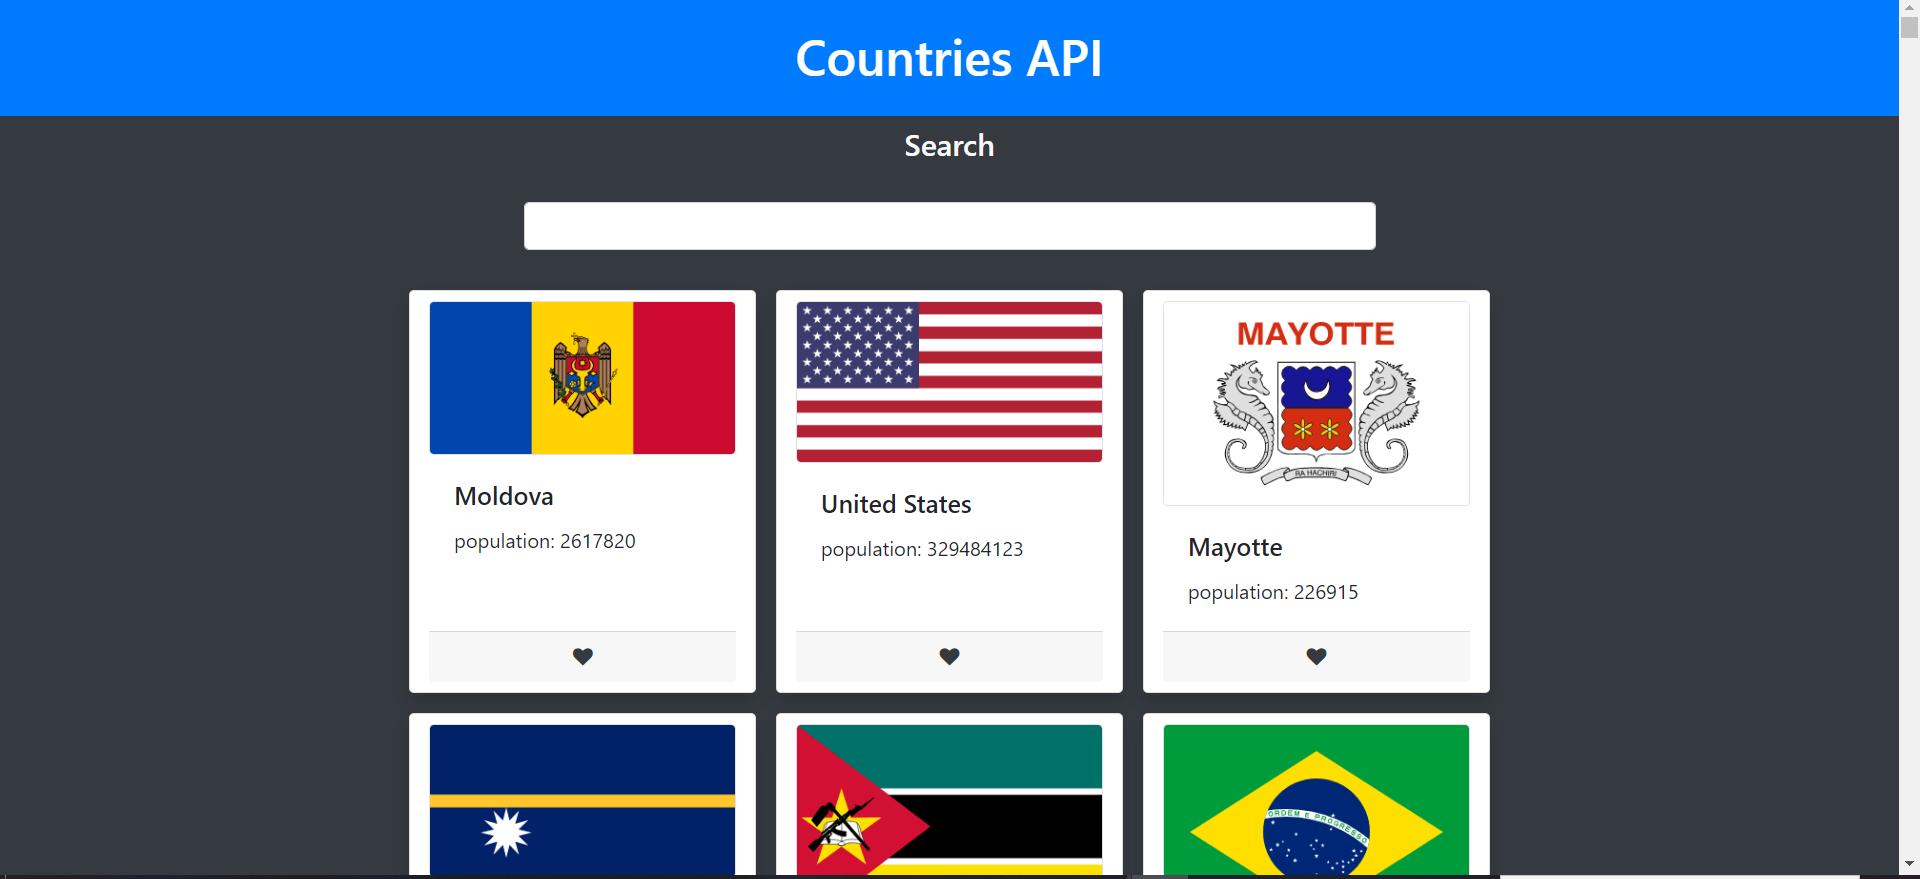 Countries API
Search
Moldova
population: 2617820
United States
population: 329484123
MAYOTTE
RA HACHIRI
Mayotte
population: 226915
ORDEM E PROGRESSO